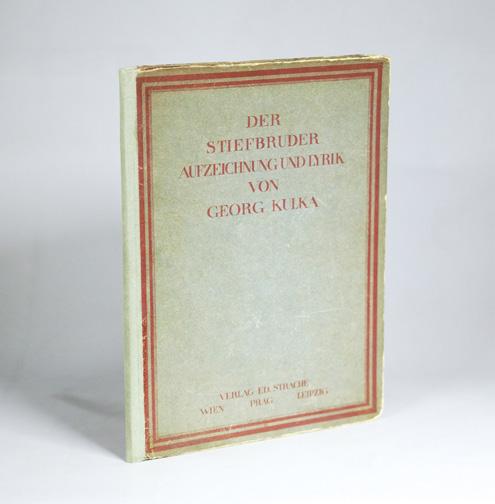 DER
STIEFBRUDER
AUFZEICHNUNG UND LYRIK
VON
GEORG KULKA
VERLAG ED. STRACHE
WIEN PRAG LEIPZIG